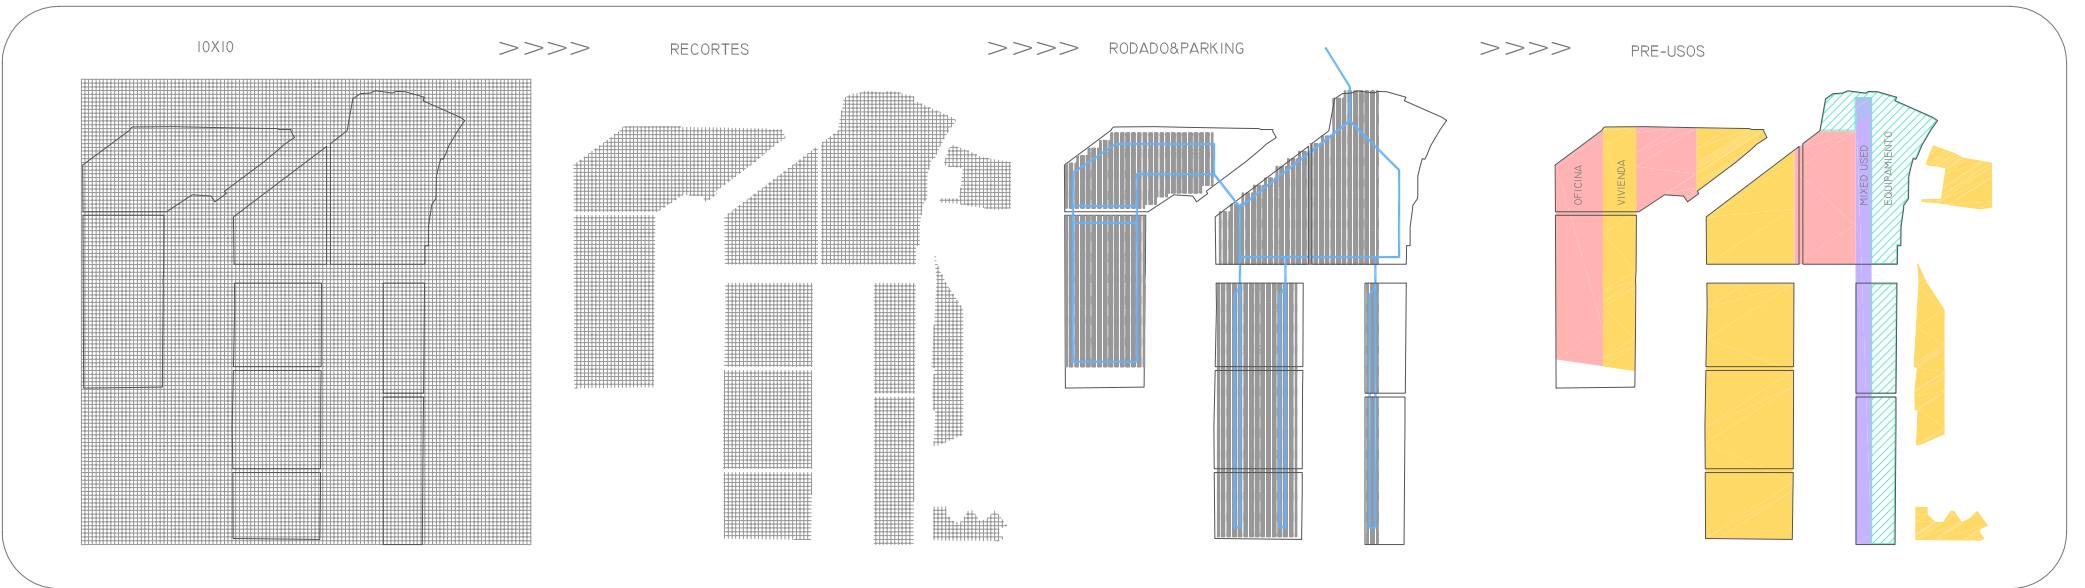 10X10
>>>>
RECORTES
>>>>
RODADO&PARKING
>>>>
PRE-USOS
OFICINA
VIVIENDA
MIXED USED
EQUIPAMIENTO